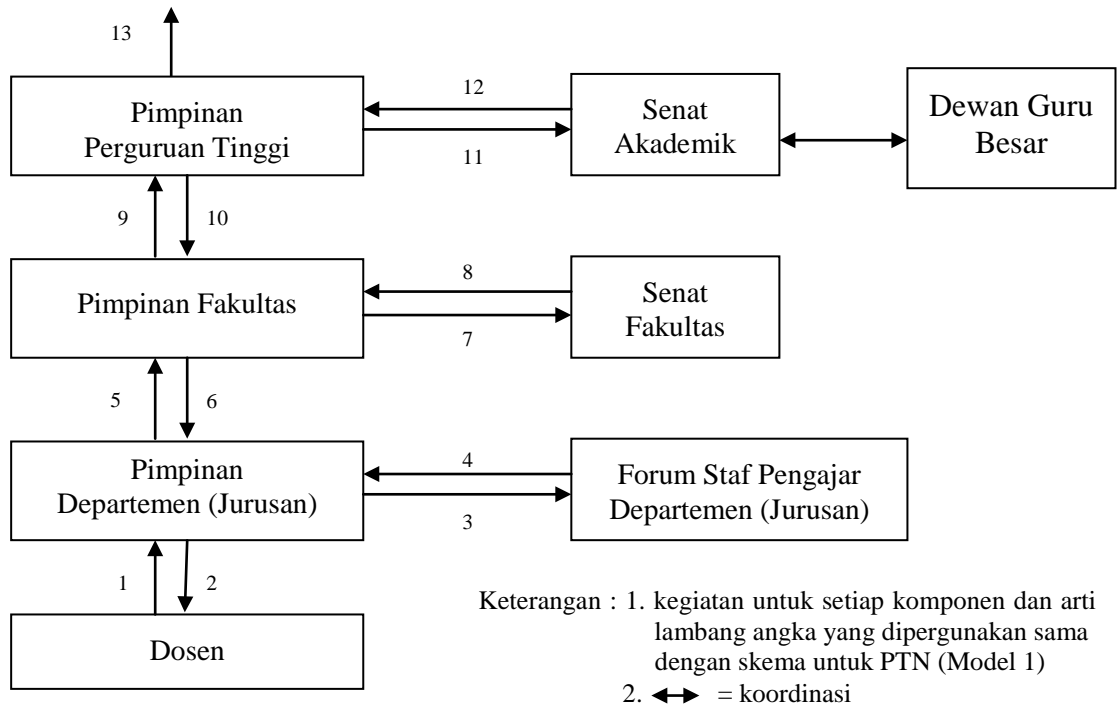 13
Pimpinan
Perguruan Tinggi
12
11
Senat
Akademik
Dewan Guru
Besar
9
10
Pimpinan Fakultas
8
7
Senat
Fakultas
5
6
Pimpinan
Departemen (Jurusan)
4
3
Forum Staf Pengajar
Departemen (Jurusan)
1
2
Dosen
Keterangan : 1. kegiatan untuk setiap komponen dan arti
lambang angka yang dipergunakan sama
dengan skema untuk PTN (Model 1)
2. ↔ = koordinasi